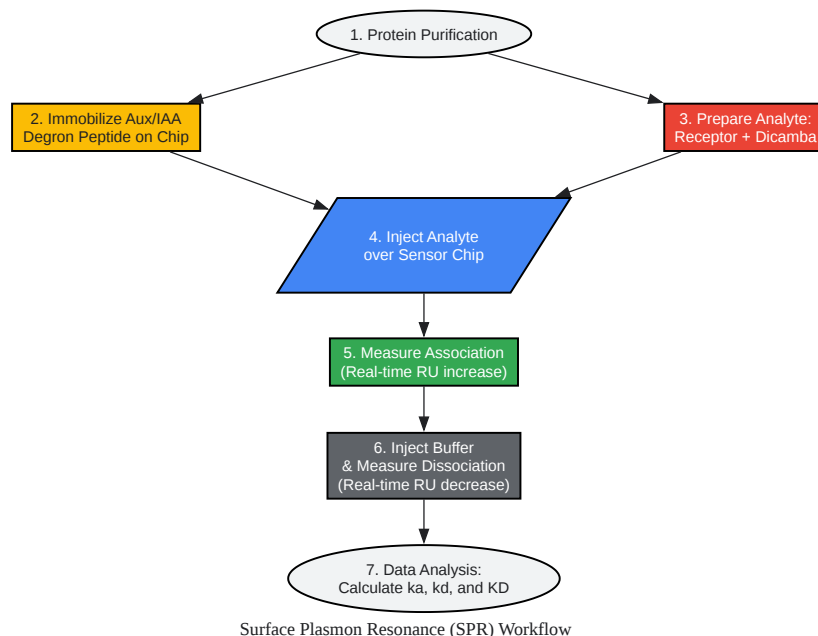 1. Protein Purification
2. Immobilize Aux/IAA
Degron Peptide on Chip
3. Prepare Analyte:
Receptor + Dicamba
4. Inject Analyte
over Sensor Chip
5. Measure Association
(Real-time RU increase)
6. Inject Buffer
& Measure Dissociation
(Real-time RU decrease)
7. Data Analysis:
Calculate ka, kd, and KD
Surface Plasmon Resonance (SPR) Workflow